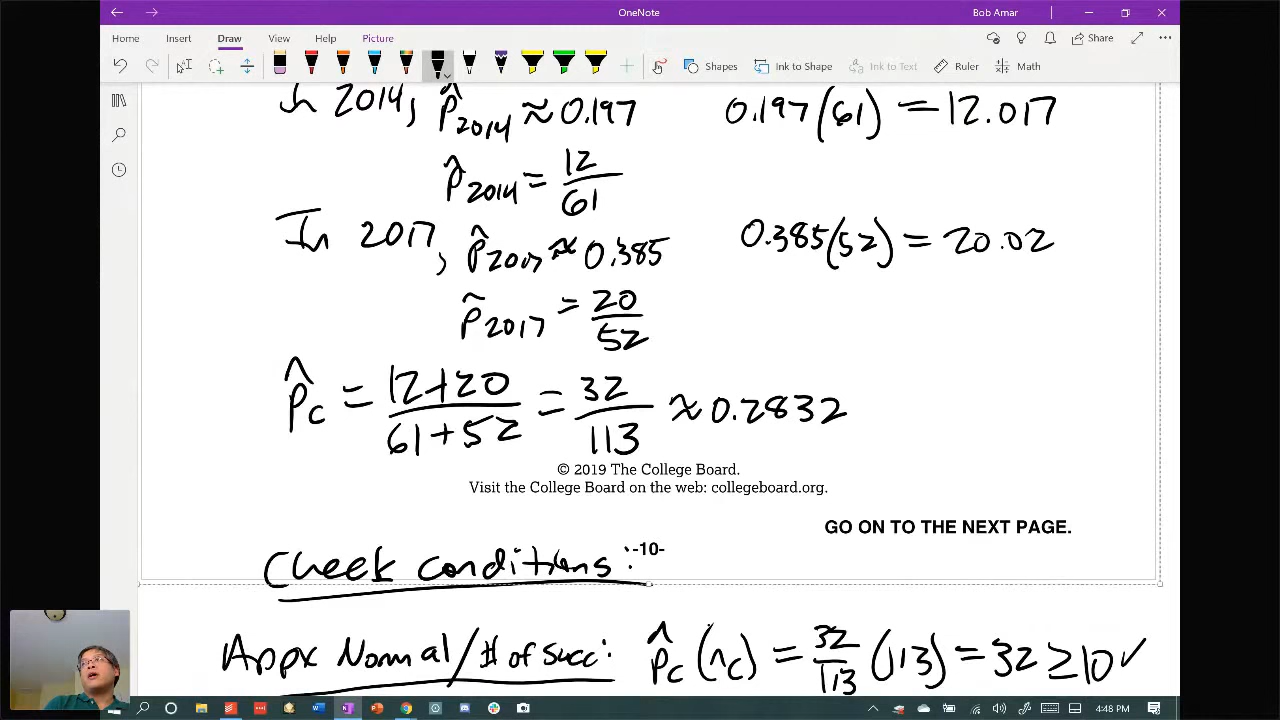 OneNote
Bob Amar
Home Insert Draw View Help Picture
Share
Shapes Ink to Shape Ink to Text Ruler Math
In 2014, p̂2014 ≈ 0.197 0.197(61) = 12.017
p̂2014 = 12/61
In 2017, p̂2017 ≈ 0.385 0.385(52) = 20.02
p̂2017 = 20/52
p̂c = 12+20/61+52 = 32/113 ≈ 0.2832
© 2019 The College Board.
Visit the College Board on the web: collegeboard.org.
GO ON TO THE NEXT PAGE.
-10-
Check conditions:
Appx Normal/# of succ: p̂c(nc) = 32/113 (113) = 32 ≥ 10 ✓
4:48 PM